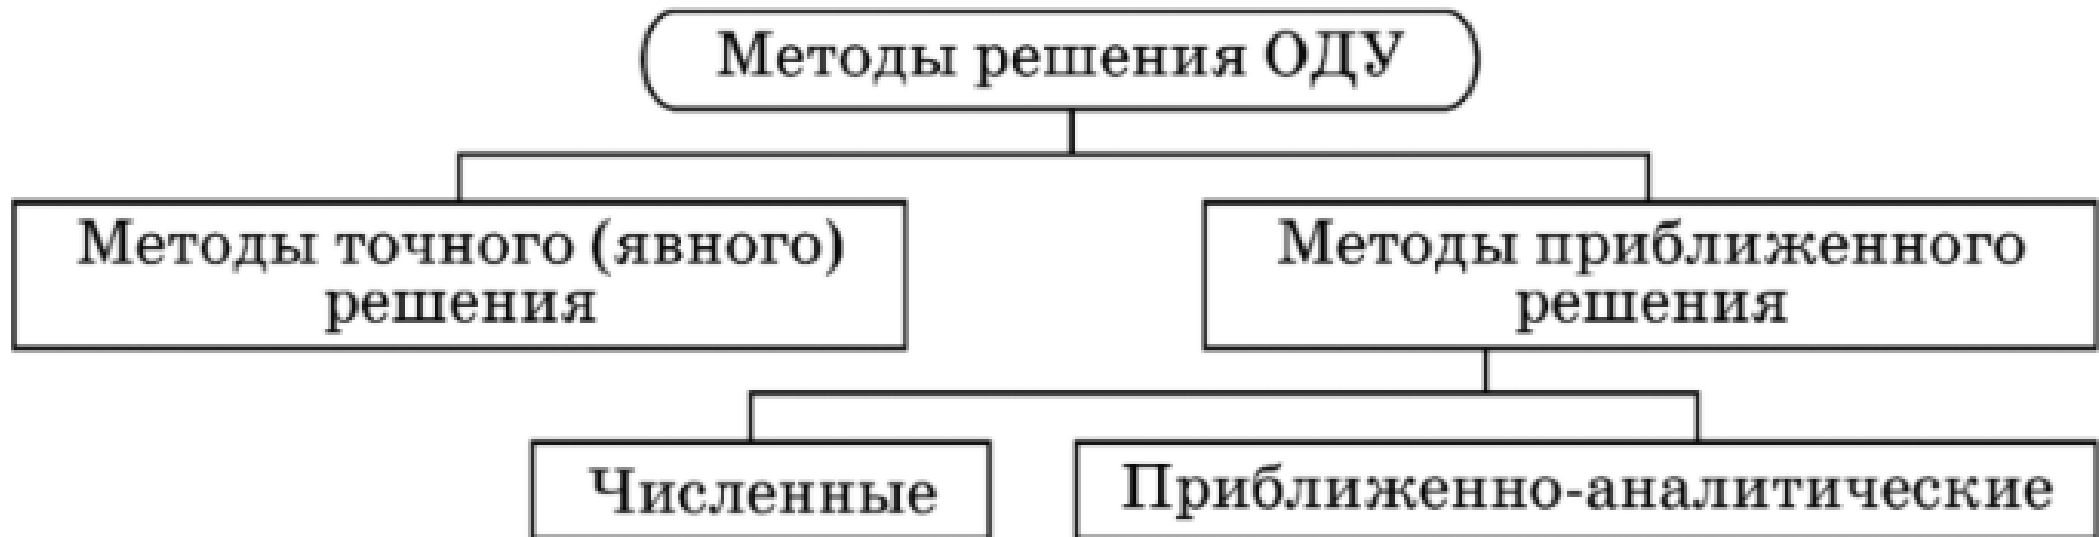 Методы решения ОДУ
Методы точного (явного)
решения
Методы приближенного
решения
Численные
Приближенно-аналитические